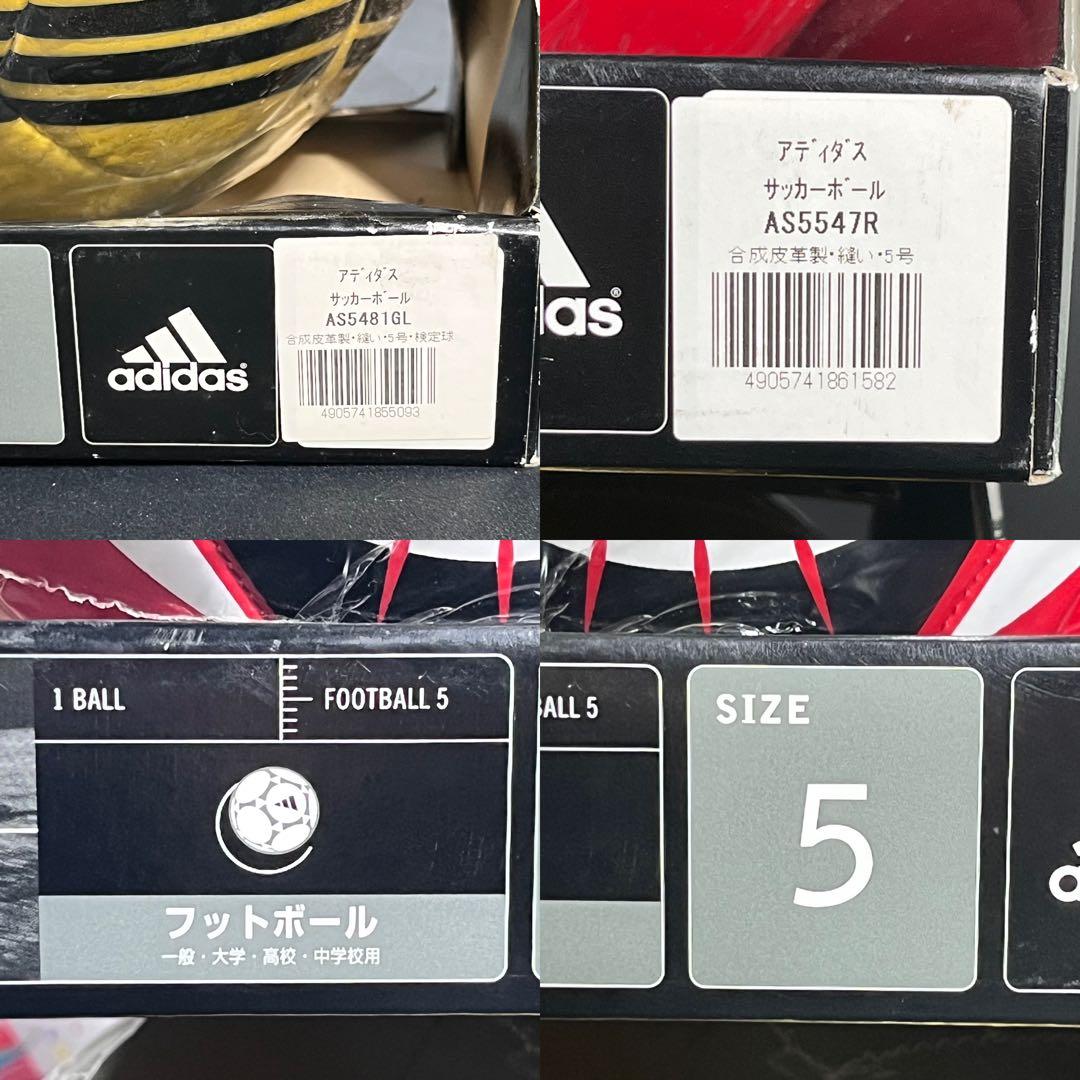 adidas®
アディダス
サッカーボール
AS5481GL
合成皮革製・縫い・5号・検定球
4905741855093
das®
アディダス
サッカーボール
AS5547R
合成皮革製・縫い・5号
4905741861582
1 BALL
FOOTBALL 5
フットボール
一般・大学・高校・中学校用
BALL 5
SIZE
5
a